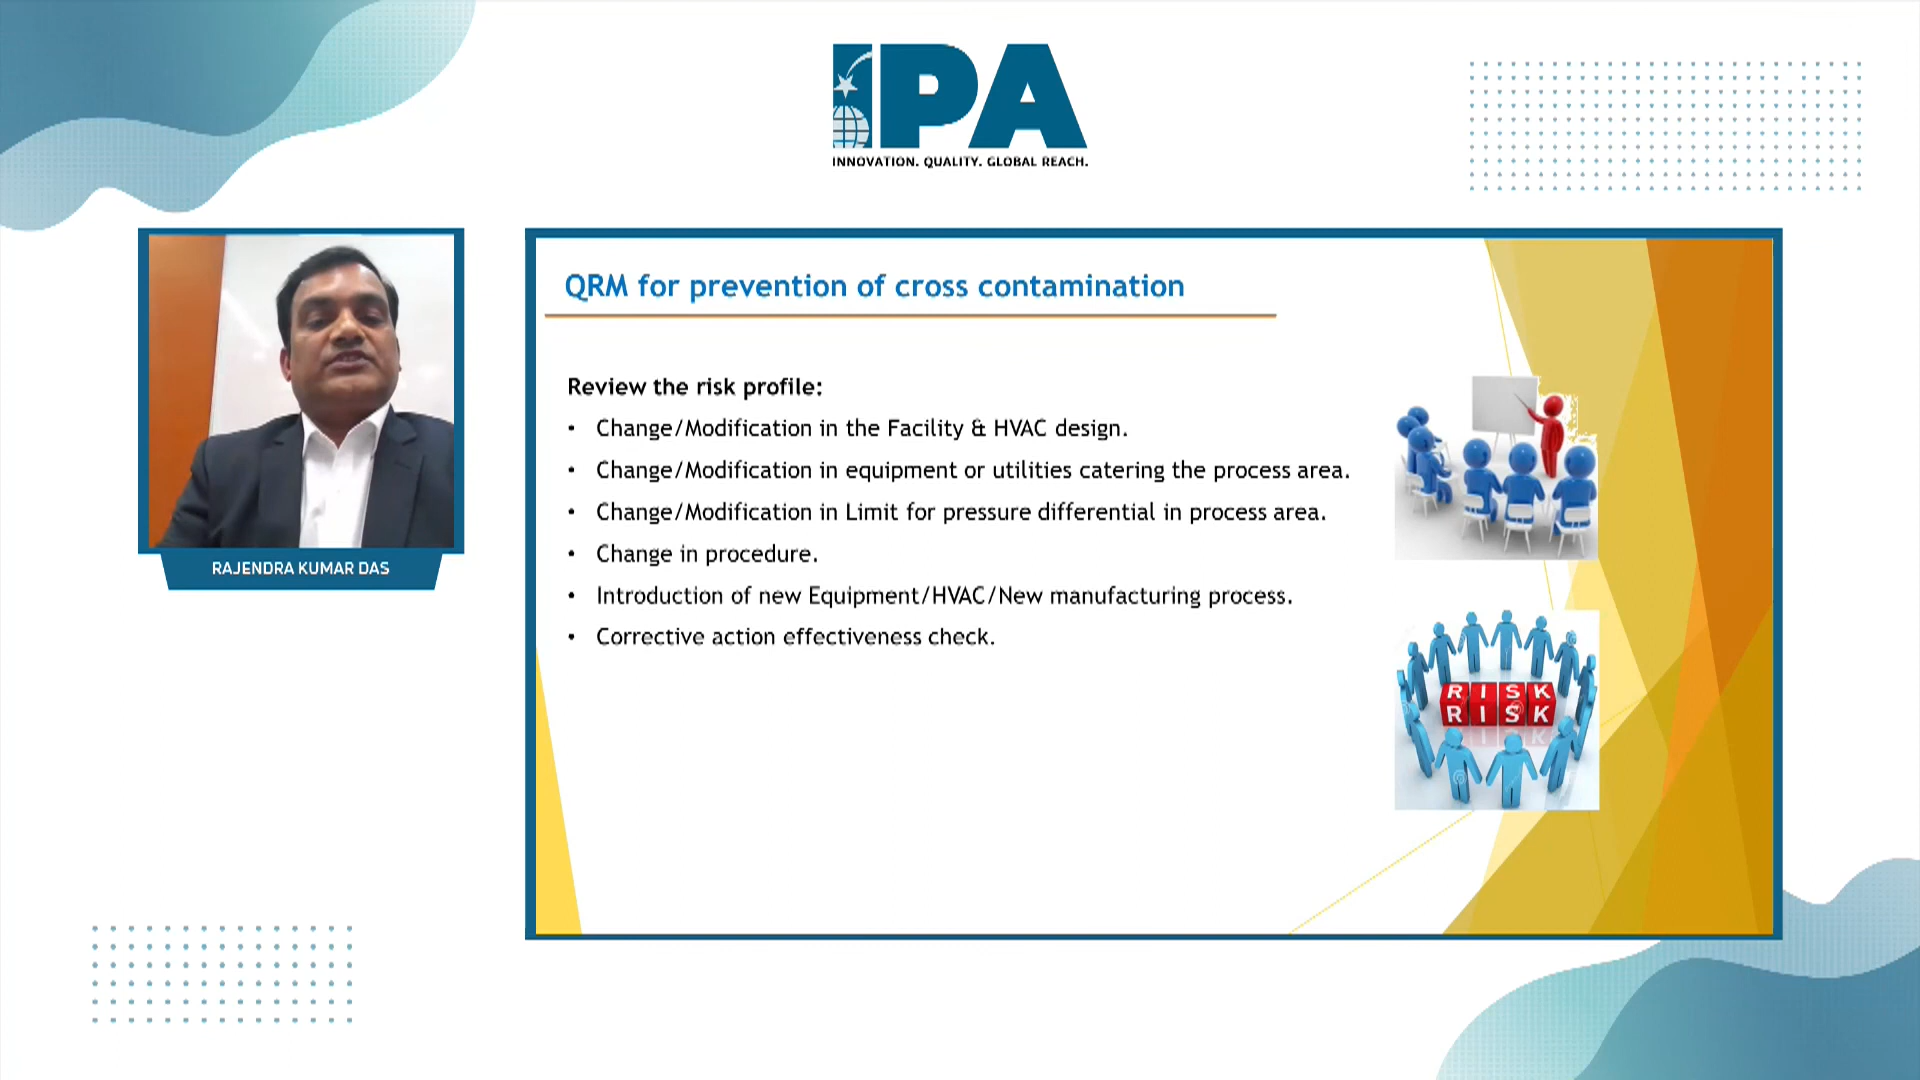 IPA
INNOVATION. QUALITY. GLOBAL REACH.
RAJENDRA KUMAR DAS
QRM for prevention of cross contamination
Review the risk profile:
• Change/Modification in the Facility & HVAC design.
• Change/Modification in equipment or utilities catering the process area.
• Change/Modification in Limit for pressure differential in process area.
• Change in procedure.
• Introduction of new Equipment/HVAC/New manufacturing process.
• Corrective action effectiveness check.
RISK
RISK